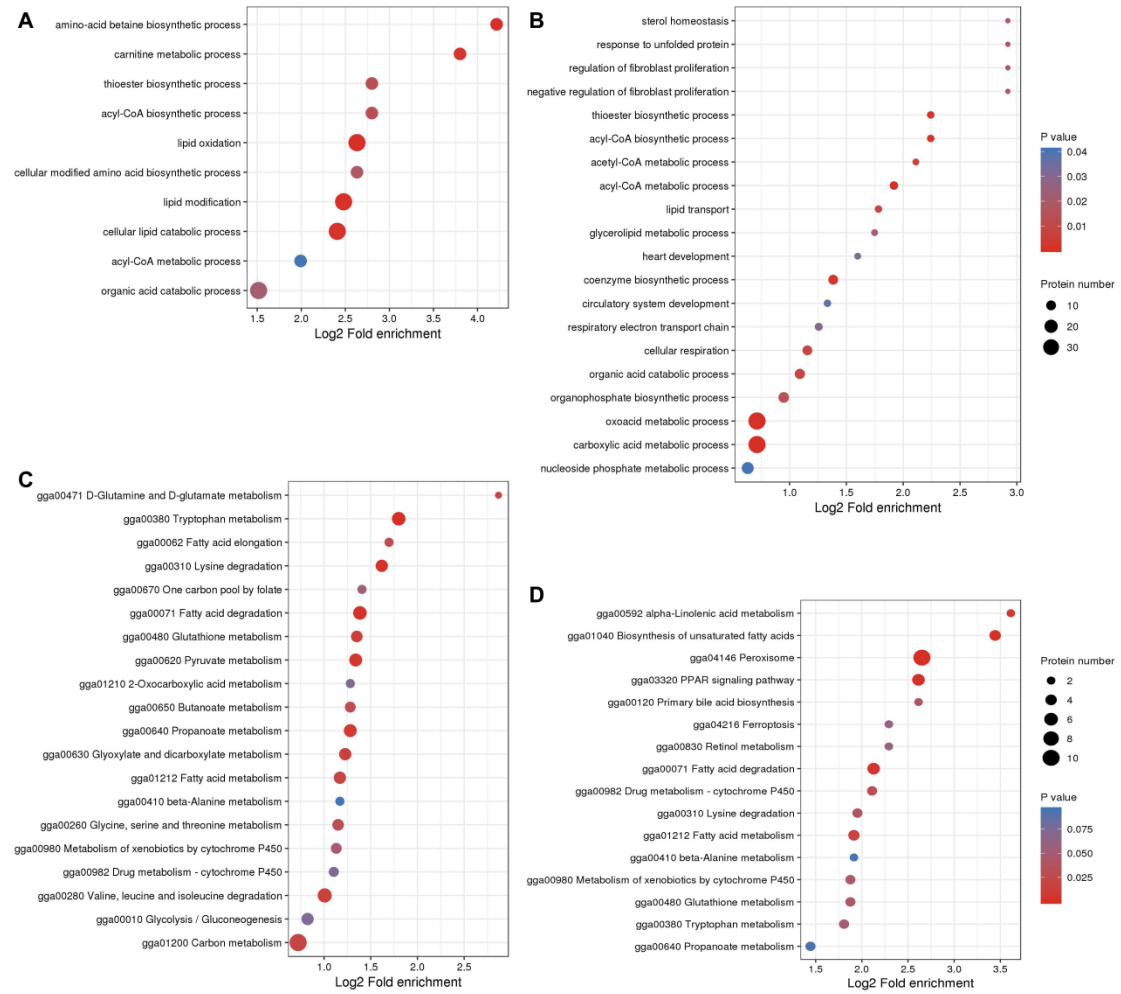 A
amino-acid betaine biosynthetic process
carnitine metabolic process
thioester biosynthetic process
acyl-CoA biosynthetic process
lipid oxidation
cellular modified amino acid biosynthetic process
lipid modification
cellular lipid catabolic process
acyl-CoA metabolic process
organic acid catabolic process
1.5 2.0 2.5 3.0 3.5 4.0
Log2 Fold enrichment
B
sterol homeostasis
response to unfolded protein
regulation of fibroblast proliferation
negative regulation of fibroblast proliferation
thioester biosynthetic process
acyl-CoA biosynthetic process
acetyl-CoA metabolic process
acyl-CoA metabolic process
lipid transport
glycerolipid metabolic process
heart development
coenzyme biosynthetic process
circulatory system development
respiratory electron transport chain
cellular respiration
organic acid catabolic process
organophosphate biosynthetic process
oxoacid metabolic process
carboxylic acid metabolic process
nucleoside phosphate metabolic process
1.0 1.5 2.0 2.5 3.0
Log2 Fold enrichment
P value
0.04
0.03
0.02
0.01
Protein number
10
20
30
C
gga00471 D-Glutamine and D-glutamate metabolism
gga00380 Tryptophan metabolism
gga00062 Fatty acid elongation
gga00310 Lysine degradation
gga00670 One carbon pool by folate
gga00071 Fatty acid degradation
gga00480 Glutathione metabolism
gga00620 Pyruvate metabolism
gga01210 2-Oxocarboxylic acid metabolism
gga00650 Butanoate metabolism
gga00640 Propanoate metabolism
gga00630 Glyoxylate and dicarboxylate metabolism
gga01212 Fatty acid metabolism
gga00410 beta-Alanine metabolism
gga00260 Glycine, serine and threonine metabolism
gga00980 Metabolism of xenobiotics by cytochrome P450
gga00982 Drug metabolism - cytochrome P450
gga00280 Valine, leucine and isoleucine degradation
gga00010 Glycolysis / Gluconeogenesis
gga01200 Carbon metabolism
1.0 1.5 2.0 2.5
Log2 Fold enrichment
D
gga00592 alpha-Linolenic acid metabolism
gga01040 Biosynthesis of unsaturated fatty acids
gga04146 Peroxisome
gga03320 PPAR signaling pathway
gga00120 Primary bile acid biosynthesis
gga04216 Ferroptosis
gga00830 Retinol metabolism
gga00071 Fatty acid degradation
gga00982 Drug metabolism - cytochrome P450
gga00310 Lysine degradation
gga01212 Fatty acid metabolism
gga00410 beta-Alanine metabolism
gga00980 Metabolism of xenobiotics by cytochrome P450
gga00480 Glutathione metabolism
gga00380 Tryptophan metabolism
gga00640 Propanoate metabolism
1.5 2.0 2.5 3.0 3.5
Log2 Fold enrichment
Protein number
2
4
6
8
10
P value
0.075
0.050
0.025